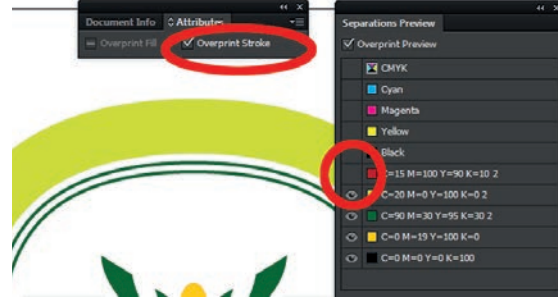 Document Info
Attributes
Overprint Fill
Overprint Stroke
Separations Preview
Overprint Preview
CMYK
Cyan
Magenta
Yellow
Black
C=15 M=100 Y=90 K=10 2
C=20 M=0 Y=100 K=0 2
C=90 M=30 Y=95 K=30 2
C=0 M=19 Y=100 K=0
C=0 M=0 Y=0 K=100